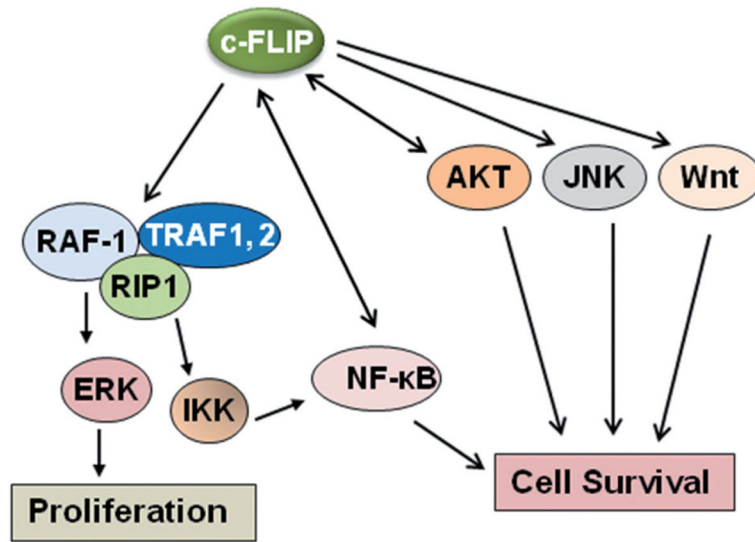 c-FLIP
AKT
JNK
Wnt
RAF-1
TRAF1, 2
RIP1
ERK
IKK
NF-κB
Proliferation
Cell Survival